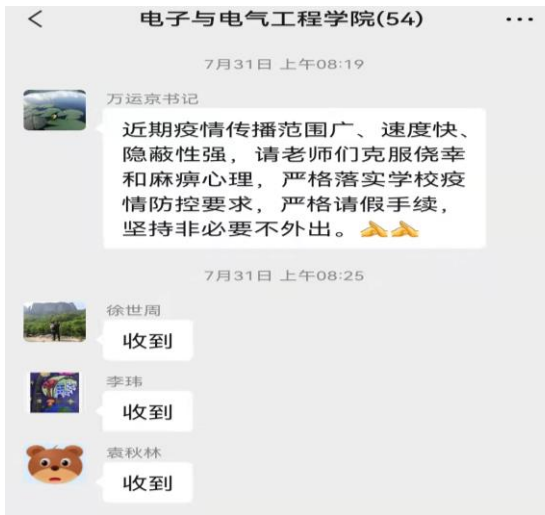 电子与电气工程学院(54)
7月31日 上午08:19
万运京书记
近期疫情传播范围广、速度快、
隐蔽性强，请老师们克服侥幸
和麻痹心理，严格落实学校疫
情防控要求，严格请假手续，
坚持非必要不外出。
7月31日 上午08:25
徐世周
收到
李玮
收到
袁秋林
收到